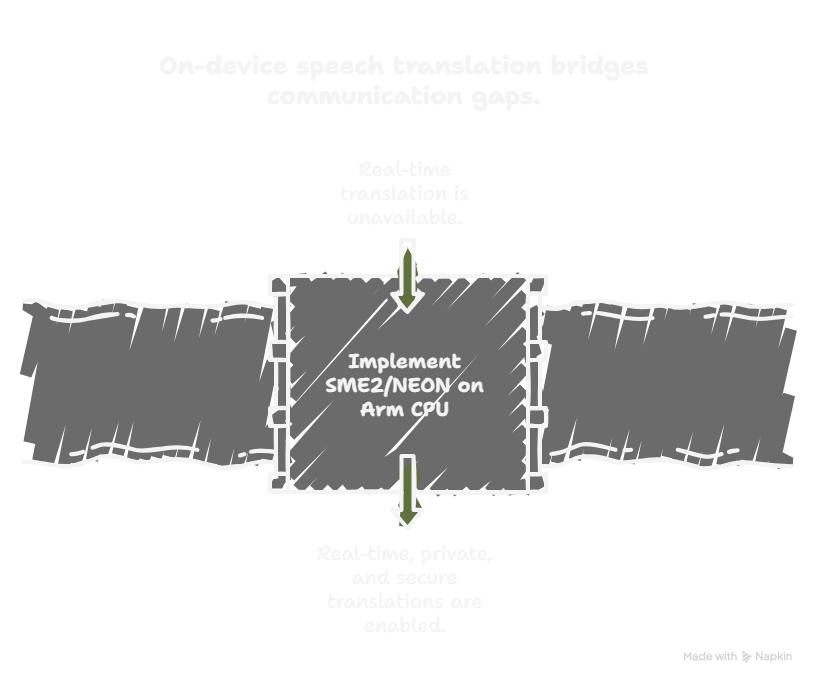 On-device speech translation bridges
communication gaps.
Real-time
translation is
unavailable.
Implement
SME2/NEON on
Arm CPU
Real-time, private,
and secure
translations are
enabled.
Made with Napkin